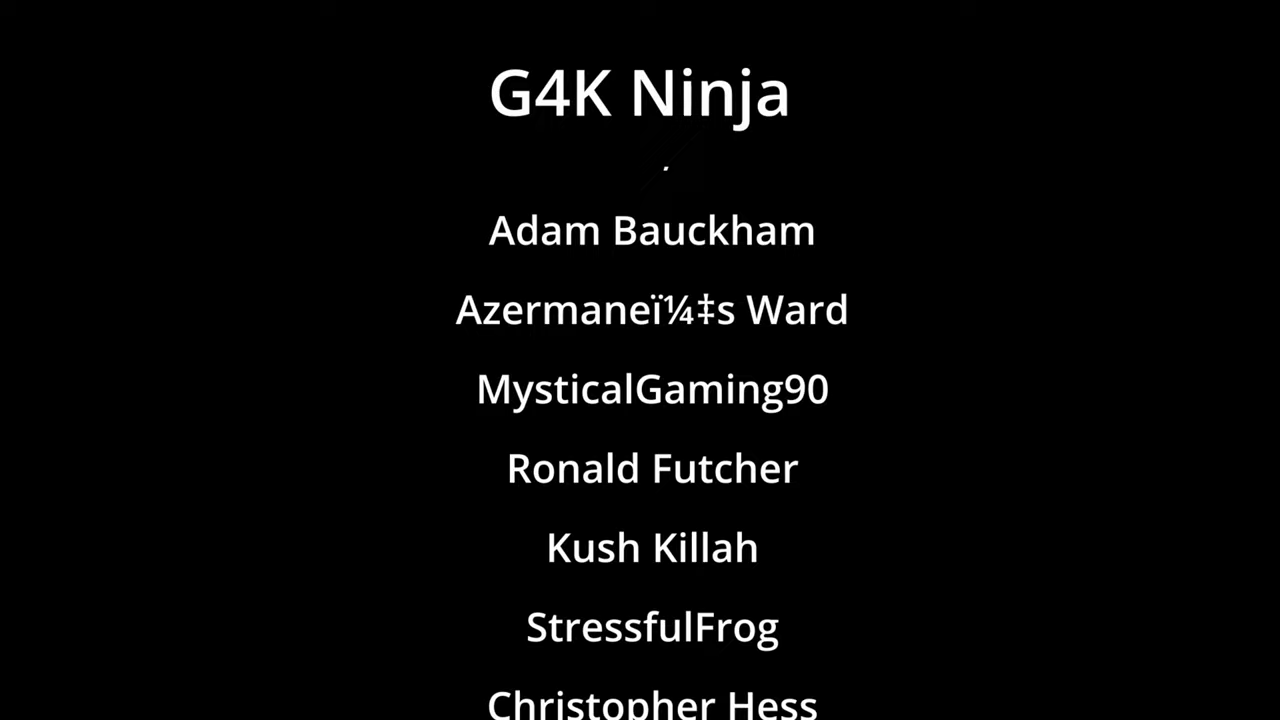 G4K Ninja
Adam Bauckham
Azermaneï¼‡s Ward
MysticalGaming90
Ronald Futcher
Kush Killah
StressfulFrog
Christopher Hess